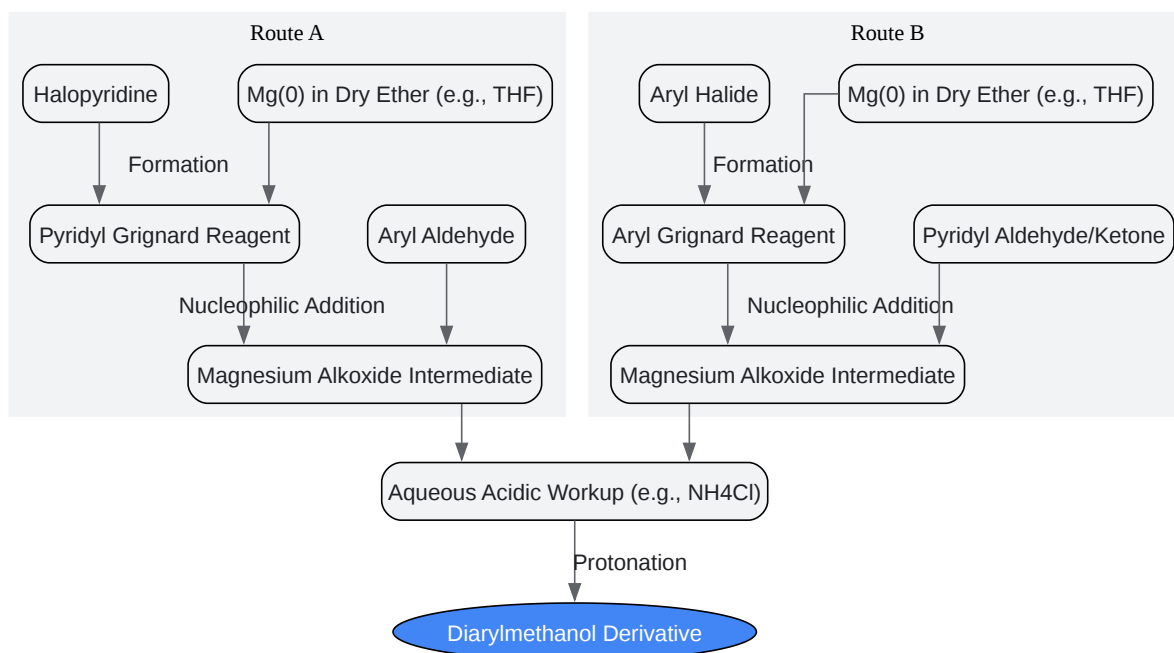 Route A
Route B
Halopyridine
Mg(0) in Dry Ether (e.g., THF)
Aryl Halide
Mg(0) in Dry Ether (e.g., THF)
Formation
Formation
Pyridyl Grignard Reagent
Aryl Aldehyde
Aryl Grignard Reagent
Pyridyl Aldehyde/Ketone
Nucleophilic Addition
Nucleophilic Addition
Magnesium Alkoxide Intermediate
Magnesium Alkoxide Intermediate
Aqueous Acidic Workup (e.g., NH4Cl)
Protonation
Diarylmethanol Derivative